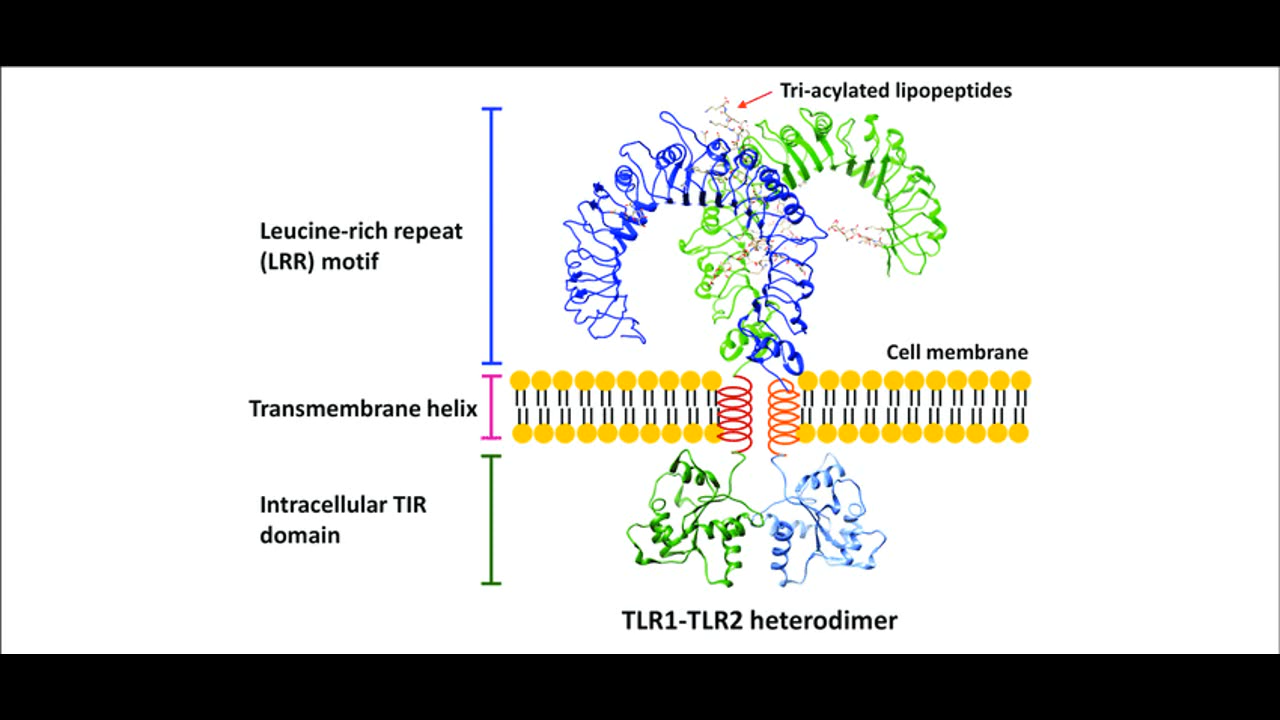 Tri-acylated lipopeptides
Leucine-rich repeat
(LRR) motif
Cell membrane
Transmembrane helix
Intracellular TIR
domain
TLR1-TLR2 heterodimer